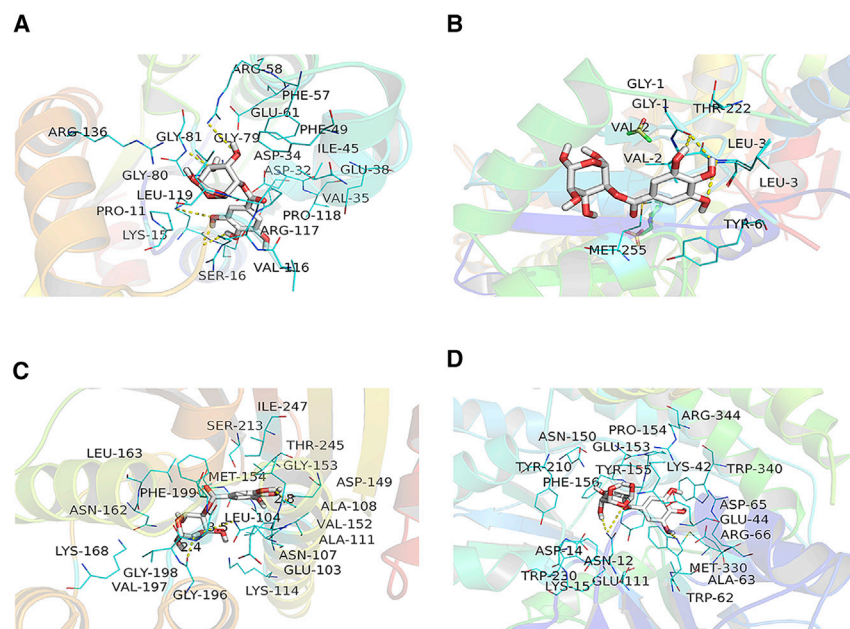 A
ARG-58
PHE-57
GLU-61
ARG-136
GLY-81
GLY-79
PHE-49
ILE-45
ASP-34
GLY-80
ASP-32
GLU-38
LEU-119
VAL-35
PRO-11
PRO-118
LYS-15
ARG-117
SER-16
VAL-116
B
GLY-1
GLY-1
THR-222
VAL-2
LEU-3
VAL-2
LEU-3
TYR-6
MET-255
C
ILE-247
SER-213
THR-245
LEU-163
MET-154
GLY-153
ASP-149
PHE-199
2.8
ALA-108
ASN-162
LEU-104
VAL-152
3.5
ALA-111
2.4
ASN-107
LYS-168
GLY-198
GLU-103
VAL-197
LYS-114
GLY-196
D
ARG-344
PRO-154
ASN-150
GLU-153
TYR-210
TYR-155
LYS-42
TRP-340
PHE-156
ASP-65
GLU-44
ARG-66
ASP-14
ASN-12
MET-330
TRP-230
GLU-111
ALA-63
LYS-15
TRP-62